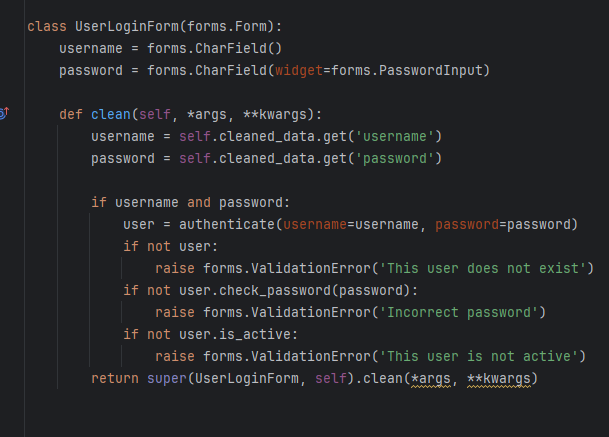 class UserLoginForm(forms.Form):
    username = forms.CharField()
    password = forms.CharField(widget=forms.PasswordInput)
    def clean(self, *args, **kwargs):
        username = self.cleaned_data.get('username')
        password = self.cleaned_data.get('password')
        if username and password:
            user = authenticate(username=username, password=password)
            if not user:
                raise forms.ValidationError('This user does not exist')
            if not user.check_password(password):
                raise forms.ValidationError('Incorrect password')
            if not user.is_active:
                raise forms.ValidationError('This user is not active')
        return super(UserLoginForm, self).clean(*args, **kwargs)